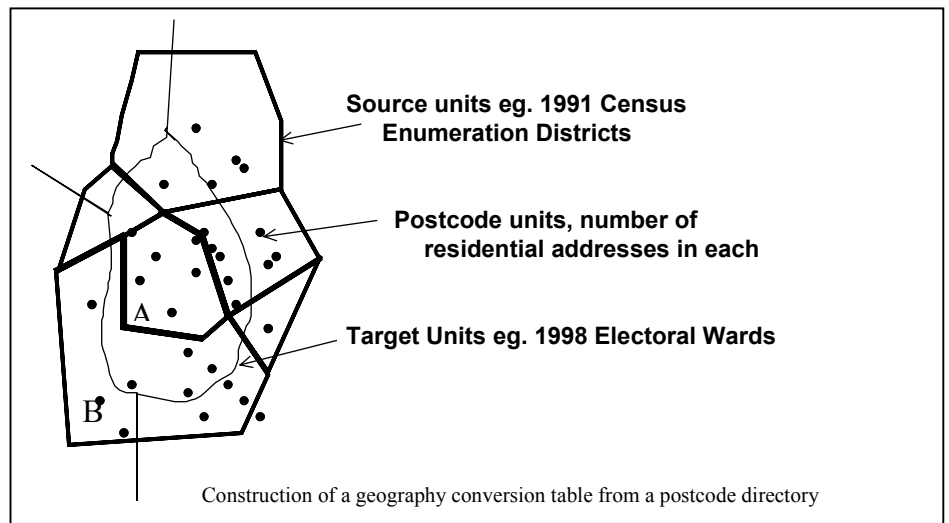 Source units eg. 1991 Census
Enumeration Districts
Postcode units, number of
residential addresses in each
A
Target Units eg. 1998 Electoral Wards
B
Construction of a geography conversion table from a postcode directory